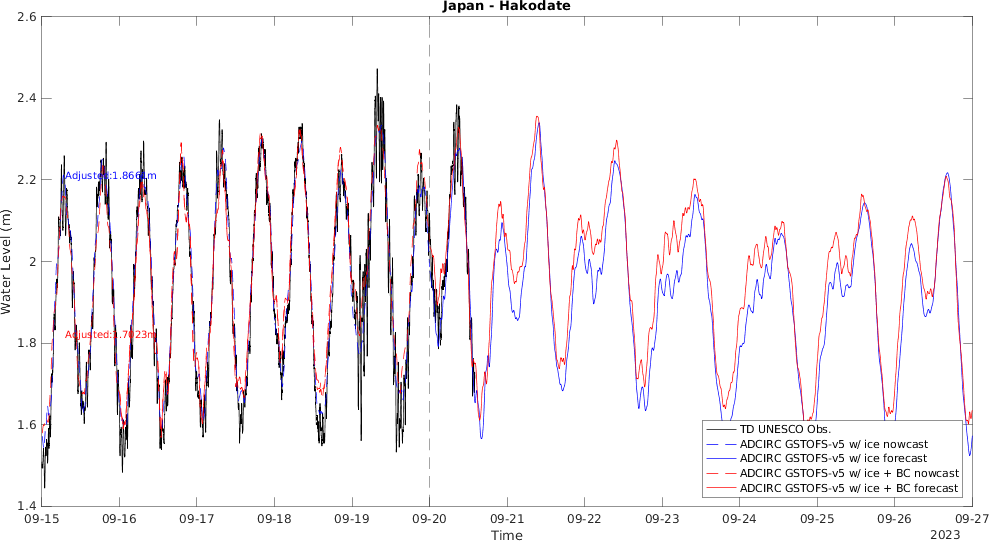 Japan - Hakodate
2.6
2.4
2.2
2
1.8
1.6
1.4
Water Level (m)
Adjusted:1.8661m
Adjusted:1.7023m
TD UNESCO Obs.
ADCIRC GSTOFS-v5 w/ ice nowcast
ADCIRC GSTOFS-v5 w/ ice forecast
ADCIRC GSTOFS-v5 w/ ice + BC nowcast
ADCIRC GSTOFS-v5 w/ ice + BC forecast
09-15 09-16 09-17 09-18 09-19 09-20 09-21 09-22 09-23 09-24 09-25 09-26 09-27
Time
2023